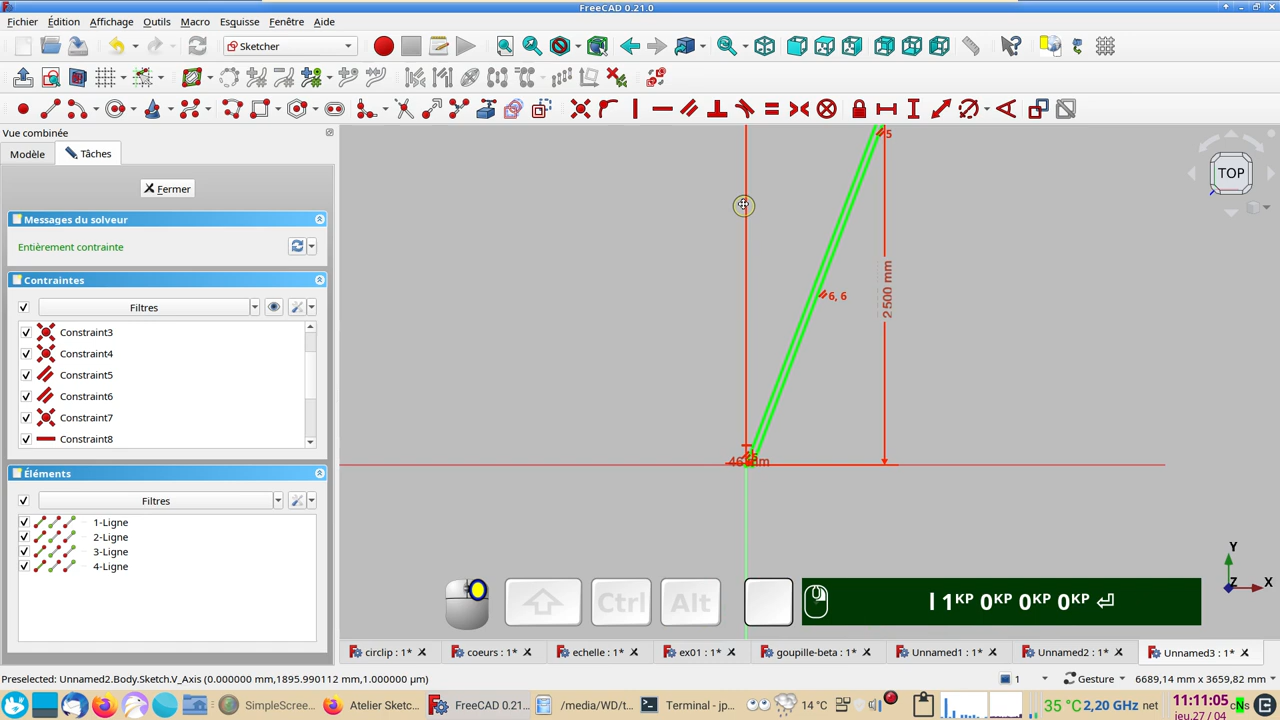 FreeCAD 0.21.0
Fichier Édition Affichage Outils Macro Esquisse Fenêtre Aide
Sketcher
Vue combinée
Modèle Tâches
Fermer
Messages du solveur
Entièrement contrainte
Contraintes
Filtres
Constraint3
Constraint4
Constraint5
Constraint6
Constraint7
Constraint8
Éléments
Filtres
1-Ligne
2-Ligne
3-Ligne
4-Ligne
5
6, 6
2500 mm
TOP
Y
Z X
Ctrl Alt
l 1KP 0KP 0KP 0KP ⏎
circlip : 1* coeurs : 1* echelle : 1* ex01 : 1* goupille-beta : 1* Unnamed1 : 1* Unnamed2 : 1* Unnamed3 : 1*
Preselected: Unnamed2.Body.Sketch.V_Axis (0.000000 mm,1895.990112 mm,1.000000 µm) 1 Gesture 6689,14 mm x 3659,82 mm
SimpleScree... Atelier Sketc... FreeCAD 0.2... /media/WD/t... Terminal - jp... 14 °C 35 °C 2,20 GHz net 11:11:05
jeu.27 / 04